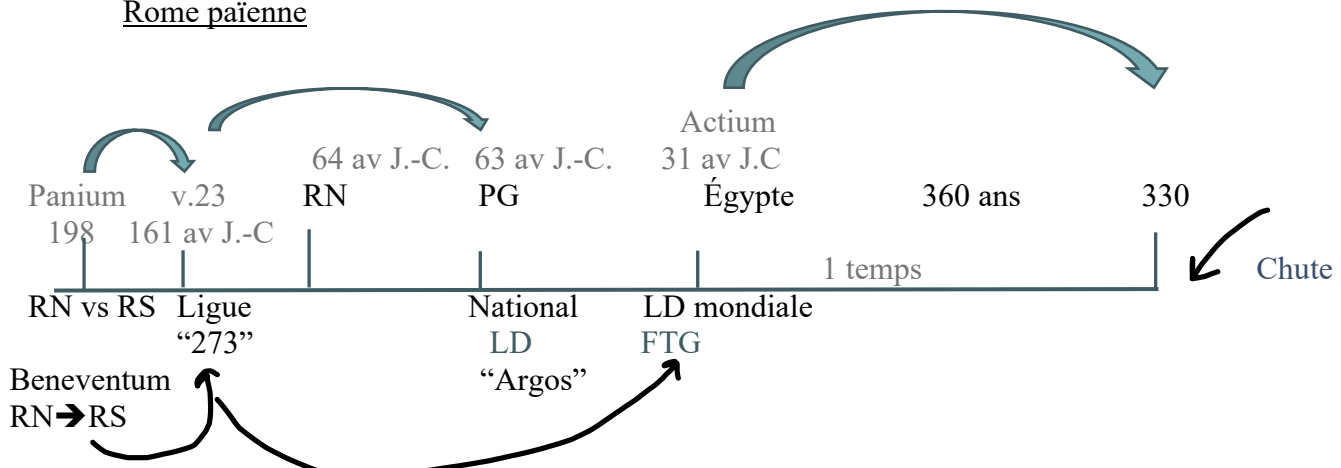 Rome païenne
Actium
64 av J.-C. 63 av J.-C. 31 av J.C
Panium v.23 RN PG Égypte 360 ans 330
198 161 av J.-C
1 temps Chute
RN vs RS Ligue National LD mondiale
“273” LD FTG
Beneventum “Argos”
RN➔RS